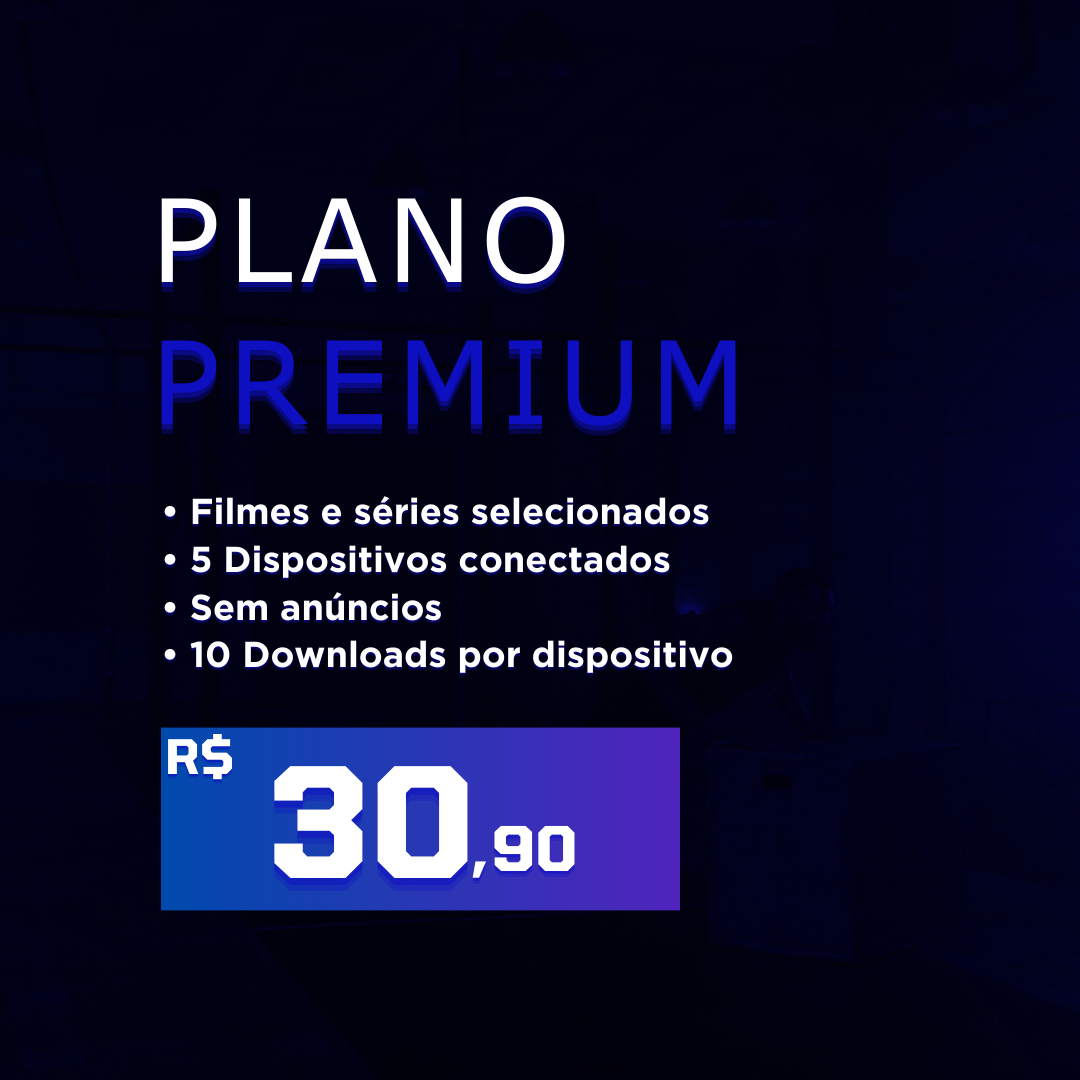 PLANO
PREMIUM
• Filmes e séries selecionados
• 5 Dispositivos conectados
• Sem anúncios
• 10 Downloads por dispositivo
R$ 30,90